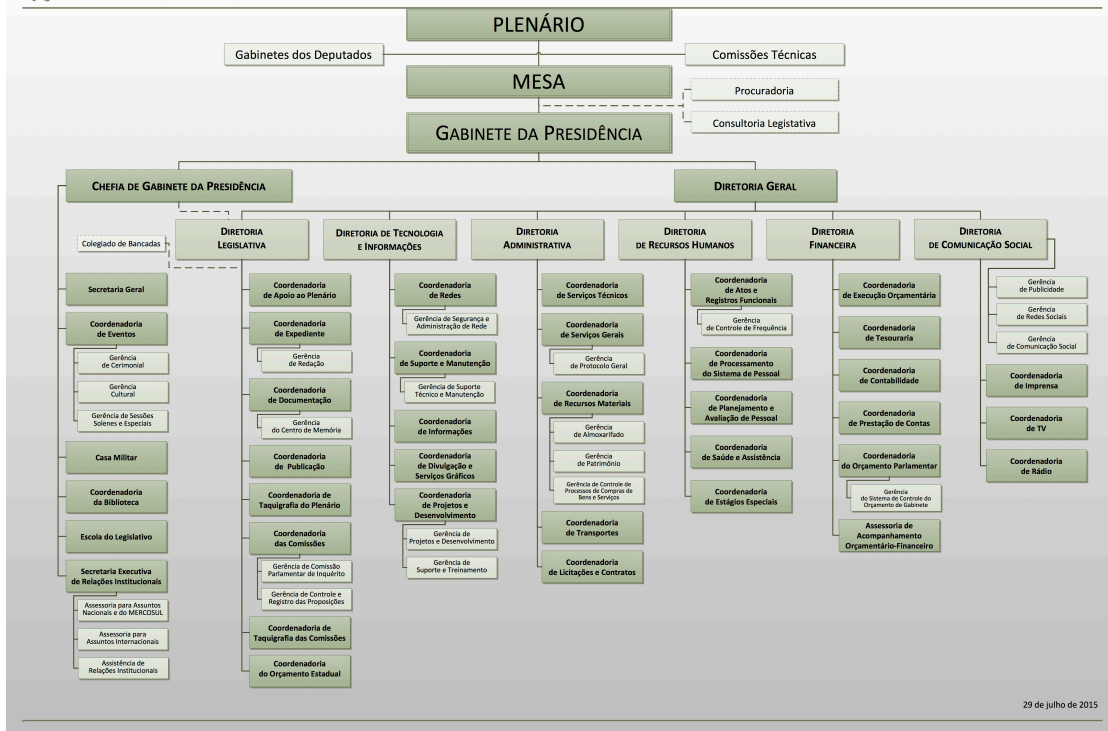 PLENÁRIO
Gabinetes dos Deputados
Comissões Técnicas
MESA
Procuradoria
Consultoria Legislativa
GABINETE DA PRESIDÊNCIA
CHEFIA DE GABINETE DA PRESIDÊNCIA
DIRETORIA GERAL
Colegiado de Bancadas
Secretaria Geral
Coordenadoria
de Eventos
Gerência
de Cerimonial
Gerência
Cultural
Gerência de Sessões
Solenes e Especiais
Casa Militar
Coordenadoria
da Biblioteca
Escola do Legislativo
Secretaria Executiva
de Relações Institucionais
Assessoria para Assuntos
Nacionais e do MERCOSUL
Assessoria para
Assuntos Internacionais
Assistência de
Relações Institucionais
DIRETORIA
LEGISLATIVA
Coordenadoria
de Apoio ao Plenário
Coordenadoria
de Expediente
Gerência
de Redação
Coordenadoria
de Documentação
Gerência
do Centro de Memória
Coordenadoria
de Publicação
Coordenadoria de
Taquigrafia do Plenário
Coordenadoria
das Comissões
Gerência de Comissão
Parlamentar de Inquérito
Gerência de Controle e
Registro das Proposições
Coordenadoria de
Taquigrafia das Comissões
Coordenadoria
do Orçamento Estadual
DIRETORIA DE TECNOLOGIA
E INFORMAÇÕES
Coordenadoria
de Redes
Gerência de Segurança e
Administração de Rede
Coordenadoria
de Suporte e Manutenção
Gerência de Suporte
Técnico e Manutenção
Coordenadoria
de Informações
Coordenadoria
de Divulgação e
Serviços Gráficos
Coordenadoria
de Projetos e
Desenvolvimento
Gerência de
Projetos e Desenvolvimento
Gerência de
Suporte e Treinamento
DIRETORIA
ADMINISTRATIVA
Coordenadoria
de Serviços Técnicos
Coordenadoria
de Serviços Gerais
Gerência
de Protocolo Geral
Coordenadoria
de Recursos Materiais
Gerência
de Almoxarifado
Gerência
de Patrimônio
Gerência de Controle de
Processos de Compras de
Bens e Serviços
Coordenadoria
de Transportes
Coordenadoria
de Licitações e Contratos
DIRETORIA
DE RECURSOS HUMANOS
Coordenadoria
de Atos e
Registros Funcionais
Gerência
de Controle de Frequência
Coordenadoria
de Processamento
do Sistema de Pessoal
Coordenadoria
de Planejamento e
Avaliação de Pessoal
Coordenadoria
de Saúde e Assistência
Coordenadoria
de Estágios Especiais
DIRETORIA
FINANCEIRA
Coordenadoria
de Execução Orçamentária
Coordenadoria
de Tesouraria
Coordenadoria
de Contabilidade
Coordenadoria
de Prestação de Contas
Coordenadoria
do Orçamento Parlamentar
Gerência
do Sistema de Controle do
Orçamento de Gabinete
Assessoria de
Acompanhamento
Orçamentário-Financeiro
DIRETORIA
DE COMUNICAÇÃO SOCIAL
Gerência
de Publicidade
Gerência
de Redes Sociais
Gerência
de Comunicação Social
Coordenadoria
de Imprensa
Coordenadoria
de TV
Coordenadoria
de Rádio
29 de julho de 2015